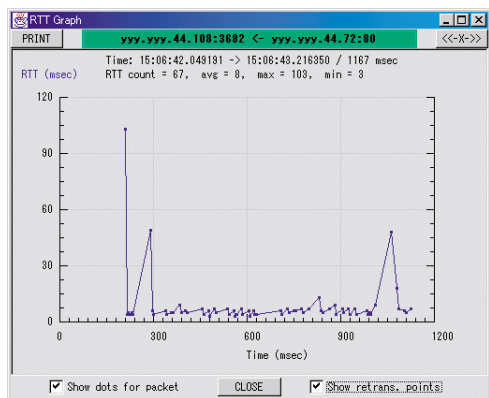 RTT Graph
PRINT
yyy.yyy.44.108:3682 <- yyy.yyy.44.72:80
<<-X->>
Time: 15:06:42.049191 -> 15:06:43.216350 / 1167 msec
RTT (msec)
RTT count = 67, avg = 8, max = 103, min = 3
120
90
60
30
0
0
300
600
900
1200
Time (msec)
Show dots for packet
CLOSE
Show retrans. points